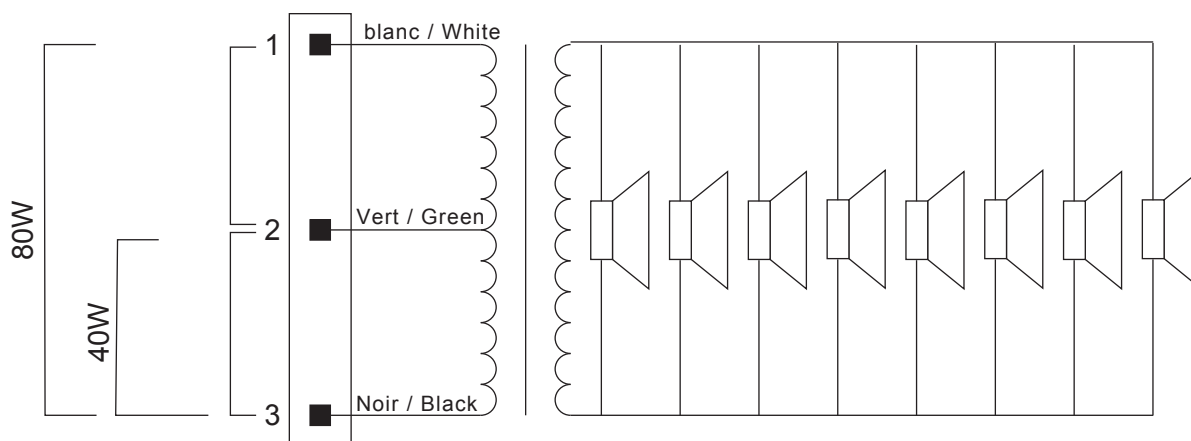 1
blanc / White
2
Vert / Green
3
Noir / Black
80W
40W